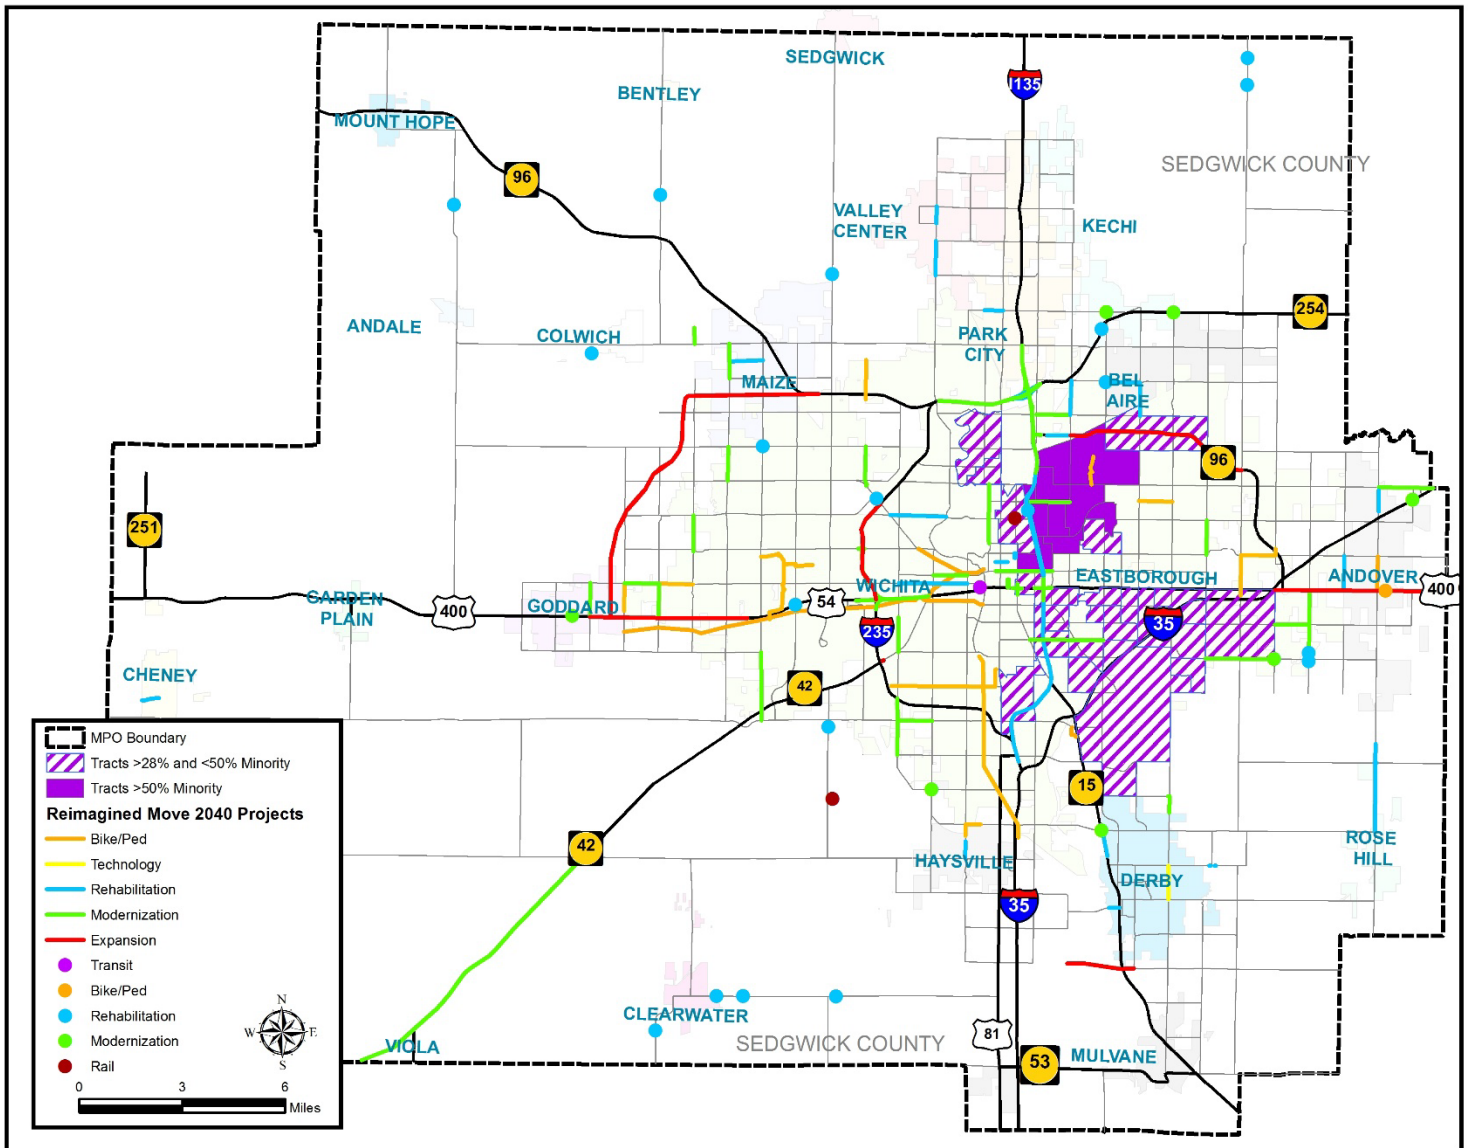 SEDGWICK
I135
BENTLEY
MOUNT HOPE
SEDGWICK COUNTY
96
VALLEY
CENTER
KECHI
254
ANDALE
COLWICH
PARK
CITY
MAIZE
BEL
AIRE
96
251
WICHITA
EASTBOROUGH
ANDOVER
400
GARDEN
PLAIN
400
GODDARD
54
235
35
CHENEY
42
15
42
HAYSVILLE
ROSE
HILL
DERBY
35
CLEARWATER
SEDGWICK COUNTY
81
VIOLA
53
MULVANE
MPO Boundary
Tracts >28% and <50% Minority
Tracts >50% Minority
Reimagined Move 2040 Projects
Bike/Ped
Technology
Rehabilitation
Modernization
Expansion
Transit
Bike/Ped
Rehabilitation
Modernization
Rail
N
W E
S
0 3 6
Miles